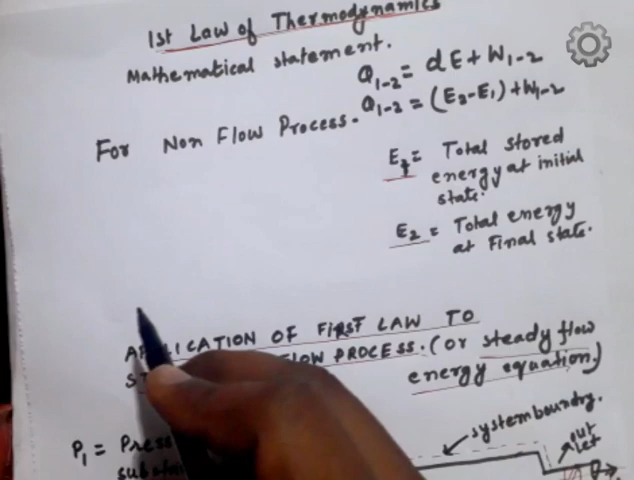 1st Law of Thermodynamics
Mathematical statement.
Q1-2 = dE + W1-2
For Non Flow Process. Q1-2 = (E2-E1) + W1-2
E1 = Total stored
energy at initial
state.
E2 = Total energy
at Final state.
APPLICATION OF FIRST LAW TO
FLOW PROCESS. (or steady flow
energy equation.)
system boundry.
out
let
P1 =